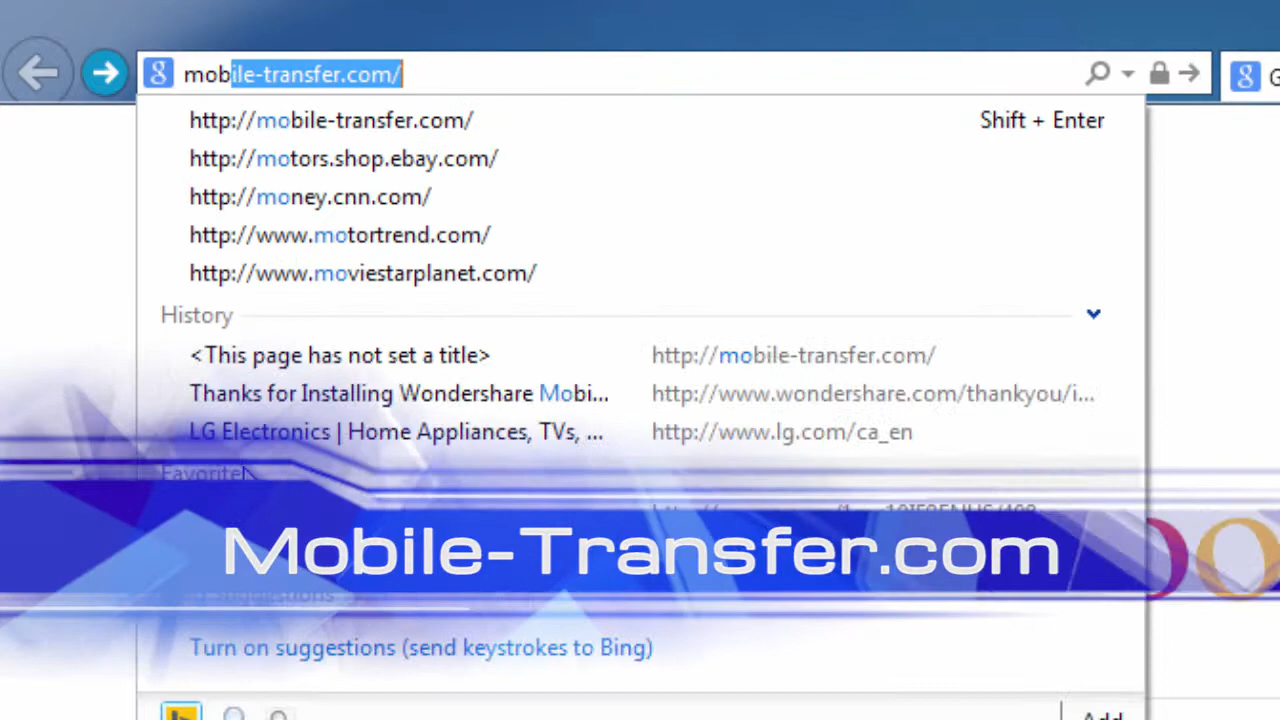 mobile-transfer.com/
G
http://mobile-transfer.com/ Shift + Enter
http://motors.shop.ebay.com/
http://money.cnn.com/
http://www.motortrend.com/
http://www.moviestarplanet.com/
History
<This page has not set a title> http://mobile-transfer.com/
Thanks for Installing Wondershare Mobi... http://www.wondershare.com/thankyou/i...
LG Electronics | Home Appliances, TVs, ... http://www.lg.com/ca_en
Favorite
Mobile-Transfer.com
suggestions
Turn on suggestions (send keystrokes to Bing)
Add